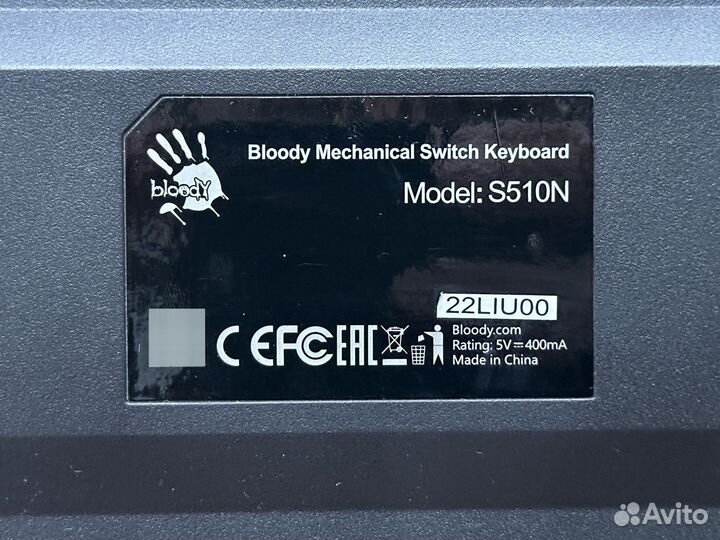 bloody
Bloody Mechanical Switch Keyboard
Model: S510N
22LIU00
CE FC EAC
Bloody.com
Rating: 5V⎓400mA
Made in China
Avito